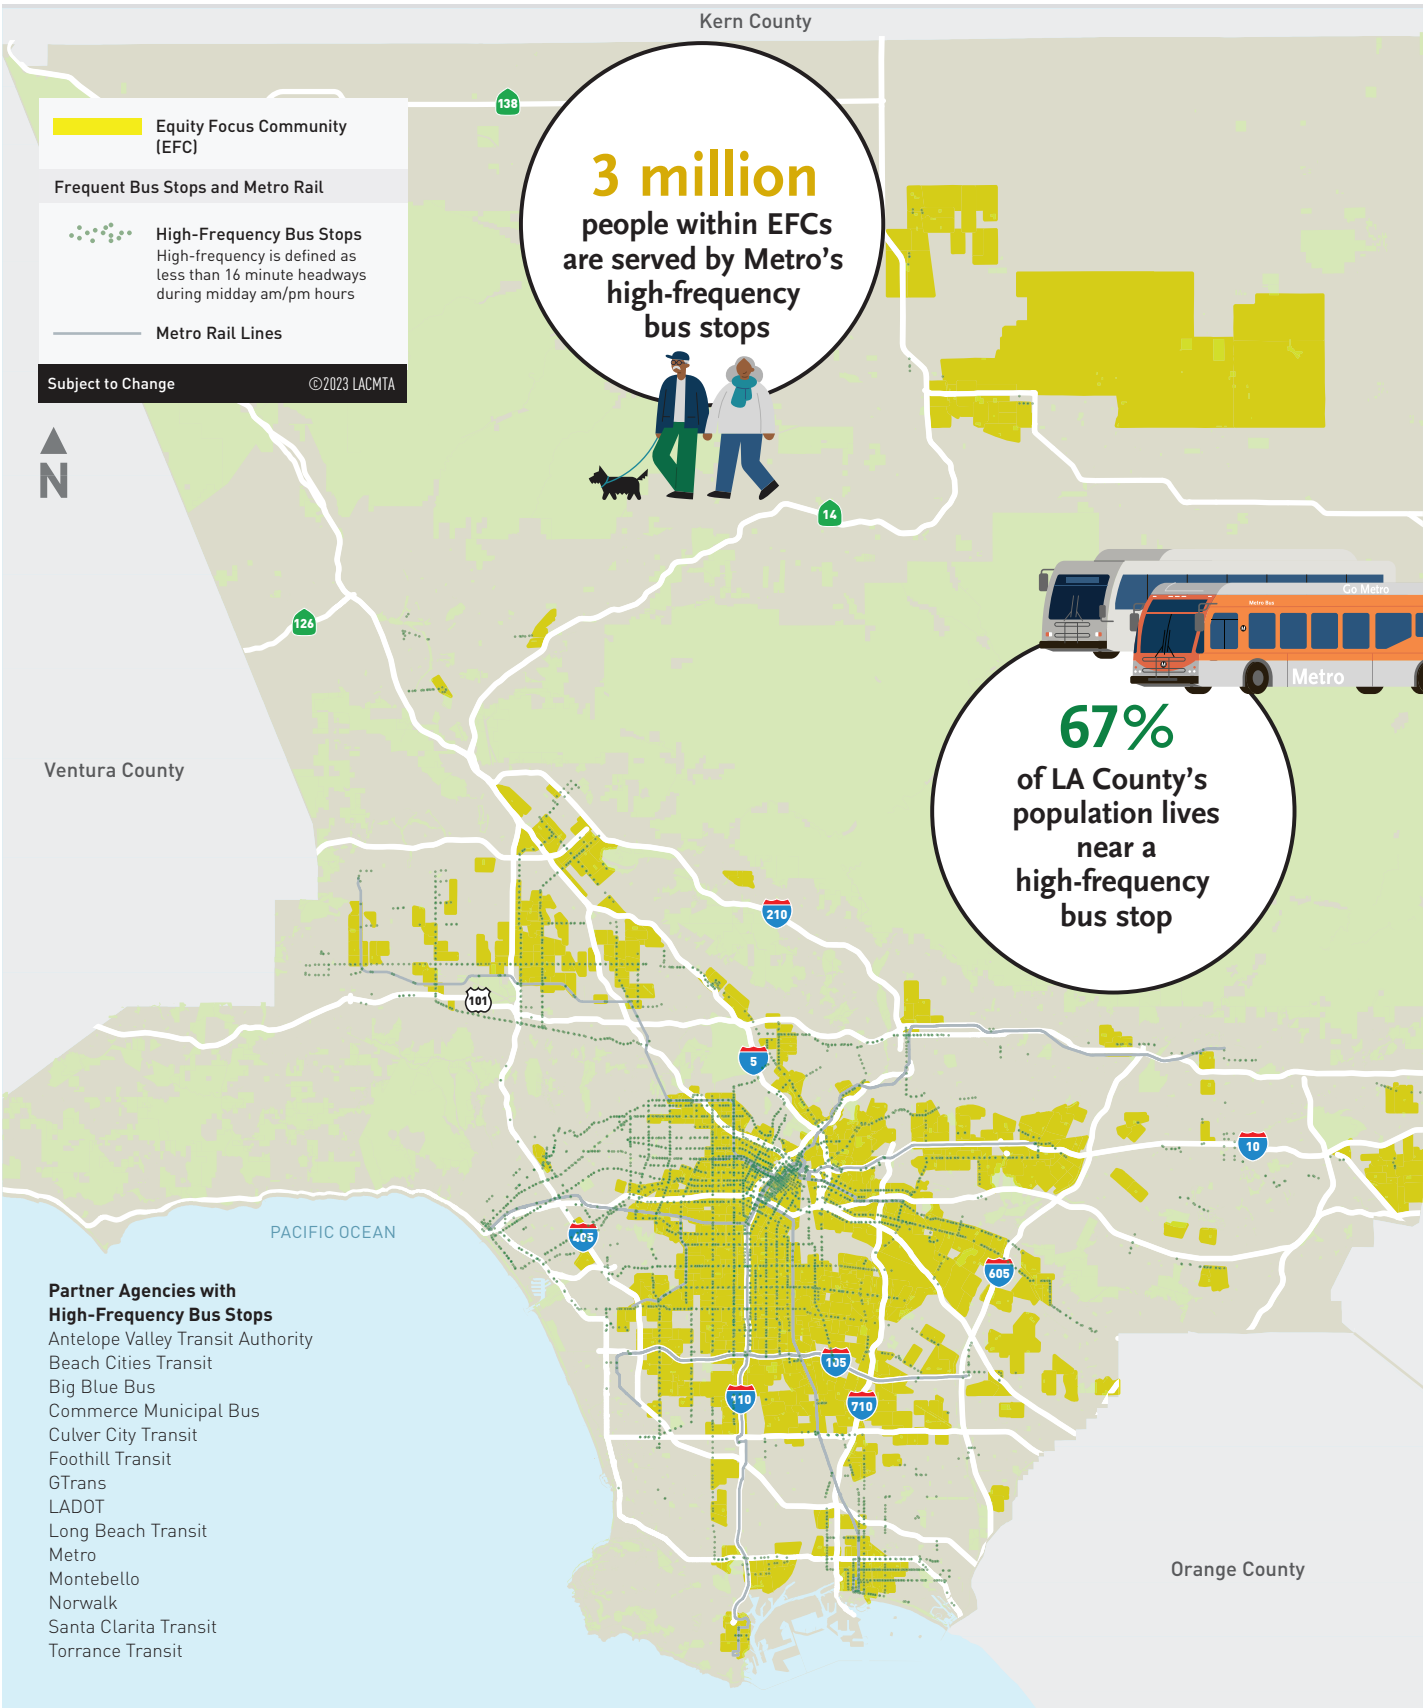 Kern County
Equity Focus Community
(EFC)
Frequent Bus Stops and Metro Rail
High-Frequency Bus Stops
High-frequency is defined as
less than 16 minute headways
during midday am/pm hours
Metro Rail Lines
Subject to Change
©2023 LACMTA
N
138
3 million
people within EFCs
are served by Metro's
high-frequency
bus stops
14
126
Go Metro
Metro Bus
Metro
67%
of LA County's
population lives
near a
high-frequency
bus stop
Ventura County
210
101
5
10
PACIFIC OCEAN
405
605
105
110
710
Partner Agencies with
High-Frequency Bus Stops
Antelope Valley Transit Authority
Beach Cities Transit
Big Blue Bus
Commerce Municipal Bus
Culver City Transit
Foothill Transit
GTrans
LADOT
Long Beach Transit
Metro
Montebello
Norwalk
Santa Clarita Transit
Torrance Transit
Orange County